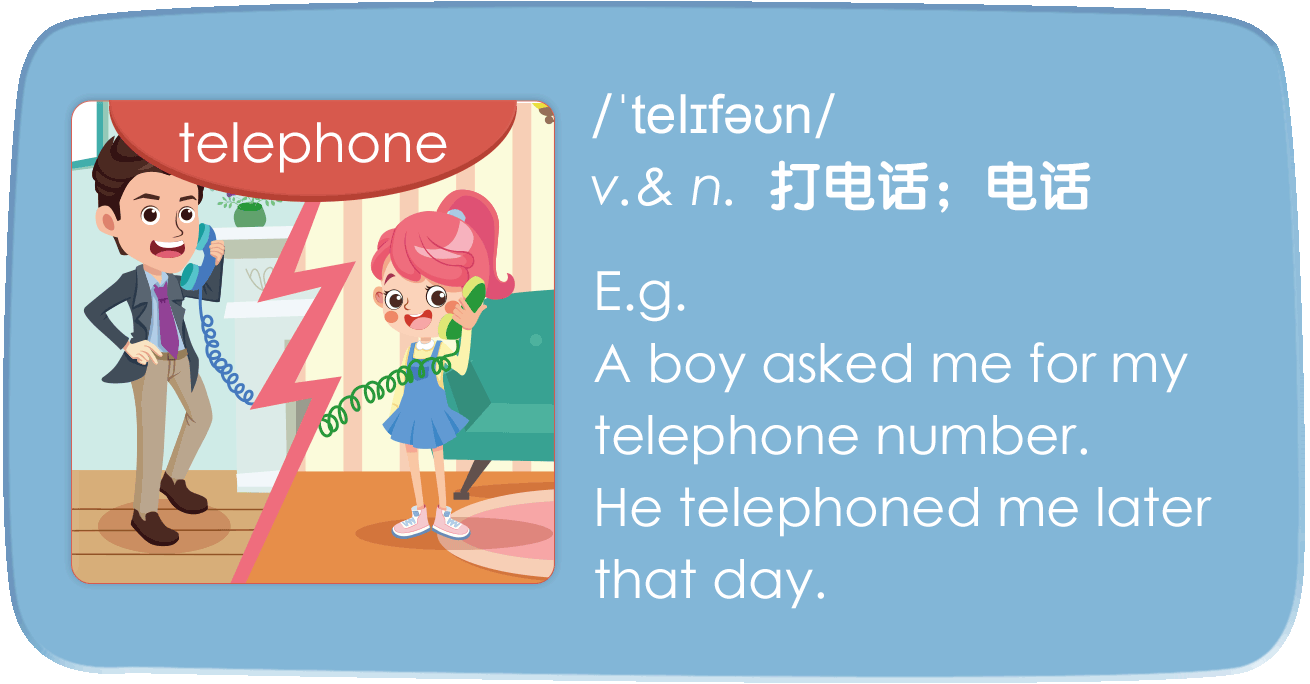 telephone
/ˈtelɪfəʊn/
v.& n. 打电话；电话
E.g.
A boy asked me for my
telephone number.
He telephoned me later
that day.